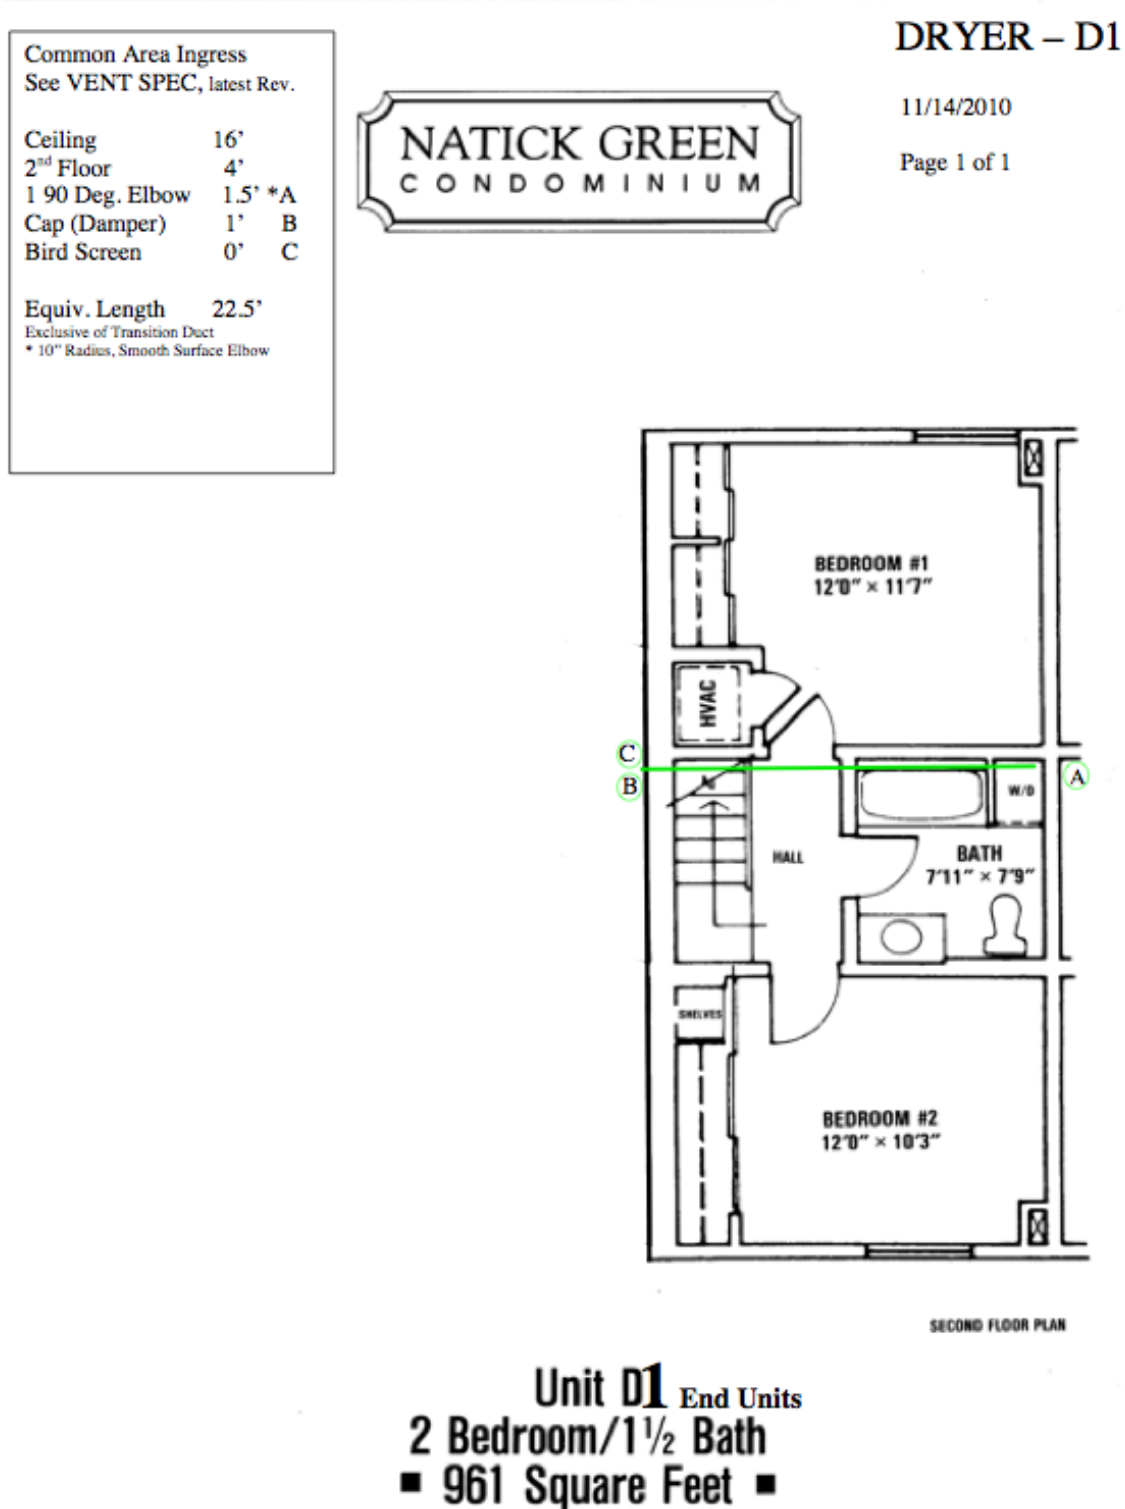 DRYER – D1
Common Area Ingress
See VENT SPEC, latest Rev.
11/14/2010
Page 1 of 1
Ceiling 16’
2nd Floor 4’
1 90 Deg. Elbow 1.5’ *A
Cap (Damper) 1’ B
Bird Screen 0’ C
Equiv. Length 22.5’
Exclusive of Transition Duct
* 10" Radius, Smooth Surface Elbow
NATICK GREEN
CONDOMINIUM
BEDROOM #1
12'0" × 11'7"
HVAC
C
B
A
W/D
HALL
BATH
7'11" × 7'9"
SHELVES
BEDROOM #2
12'0" × 10'3"
SECOND FLOOR PLAN
Unit D1 End Units
2 Bedroom/1½ Bath
■ 961 Square Feet ■